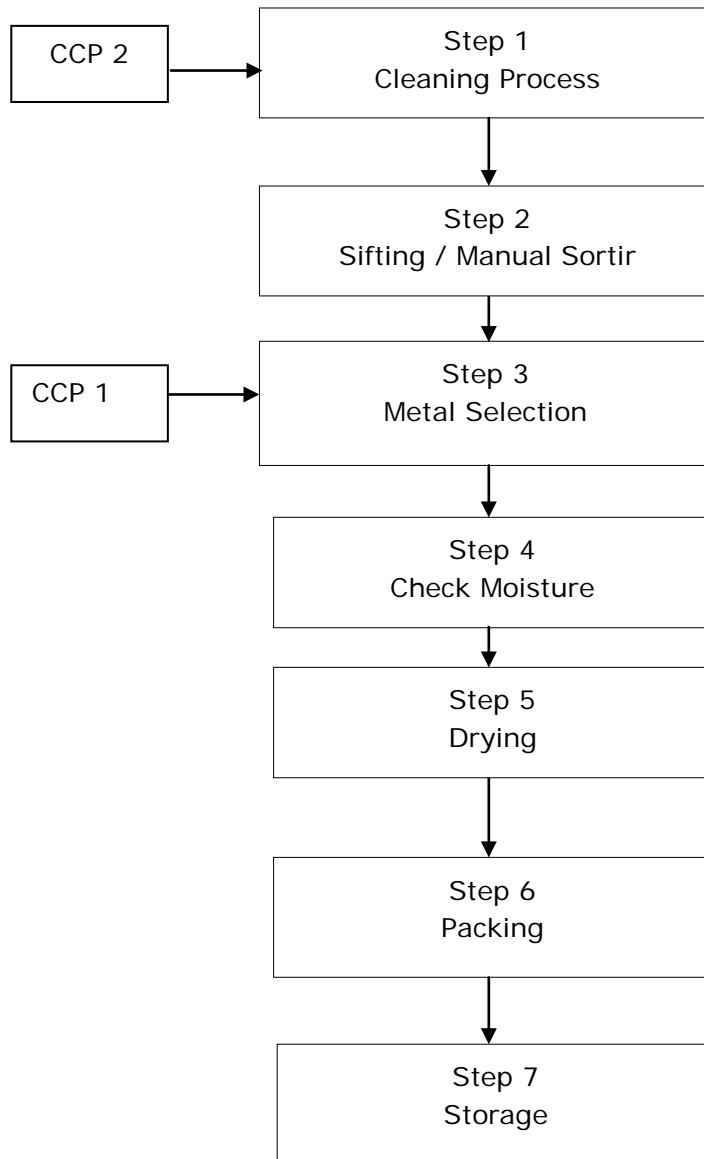 CCP 2
Step 1
Cleaning Process
Step 2
Sifting / Manual Sortir
CCP 1
Step 3
Metal Selection
Step 4
Check Moisture
Step 5
Drying
Step 6
Packing
Step 7
Storage